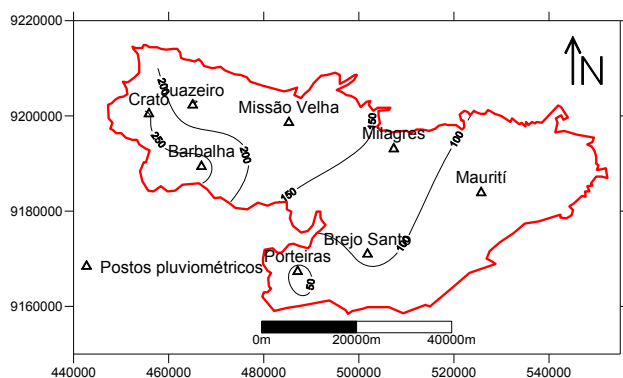 9220000
9200000
9180000
9160000
N
200
Juazeiro
Crato
Missão Velha
150
100
Milagres
250
Barbalha
200
Maurití
150
Brejo Santo
100
Porteiras
50
Postos pluviométricos
0m 20000m 40000m
440000 460000 480000 500000 520000 540000